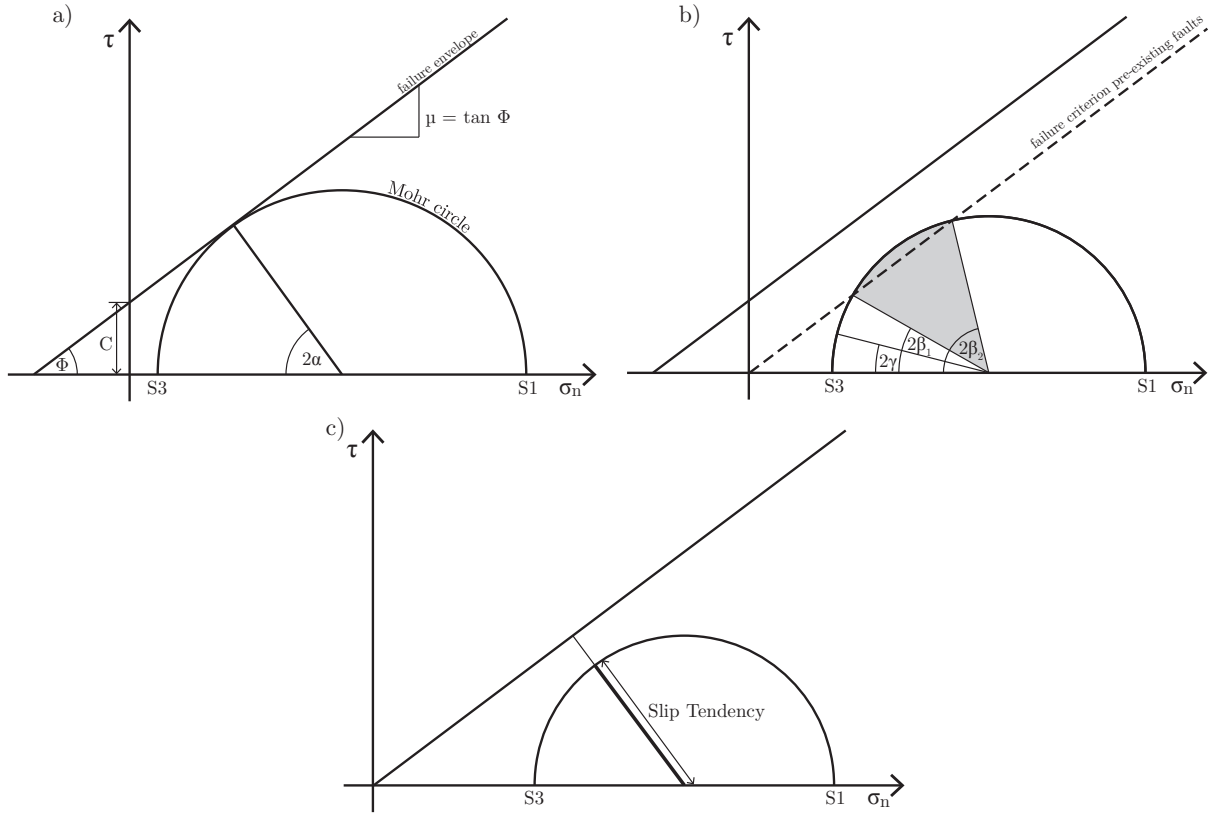 a)
τ
failure envelope
μ = tan Φ
Mohr circle
C
Φ
2α
S3
S1
σn
b)
τ
failure criterion pre-existing faults
2γ
2β1
2β2
S3
S1
σn
c)
τ
Slip Tendency
S3
S1
σn